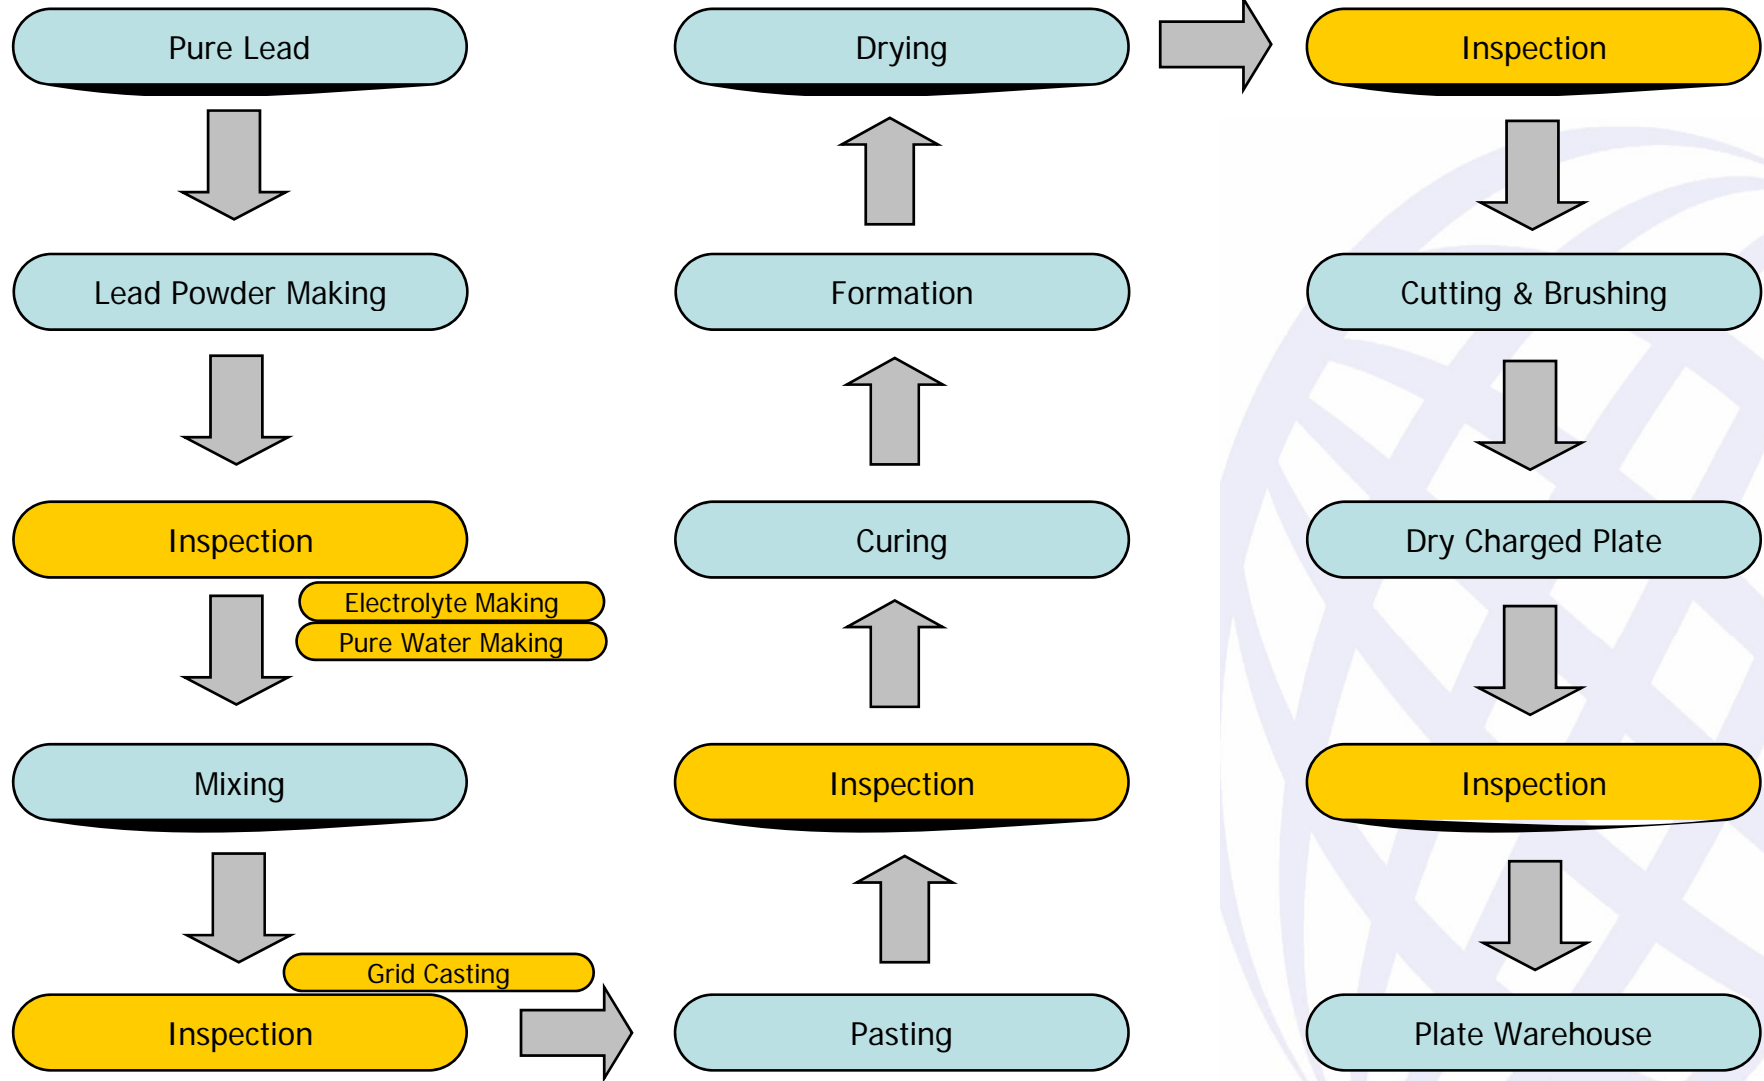 Pure Lead
Lead Powder Making
Inspection
Electrolyte Making
Pure Water Making
Mixing
Grid Casting
Inspection
Pasting
Inspection
Curing
Formation
Drying
Inspection
Cutting & Brushing
Dry Charged Plate
Inspection
Plate Warehouse